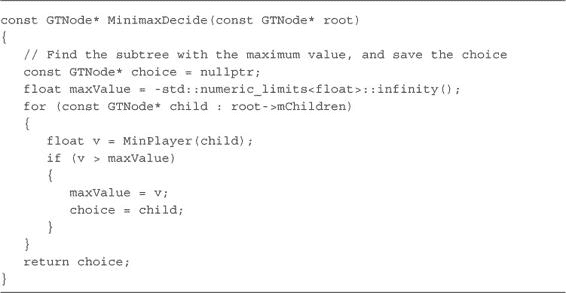 const GTNode* MinimaxDecide(const GTNode* root)
{
   // Find the subtree with the maximum value, and save the choice
   const GTNode* choice = nullptr;
   float maxValue = -std::numeric_limits<float>::infinity();
   for (const GTNode* child : root->mChildren)
   {
      float v = MinPlayer(child);
      if (v > maxValue)
      {
         maxValue = v;
         choice = child;
      }
   }
   return choice;
}